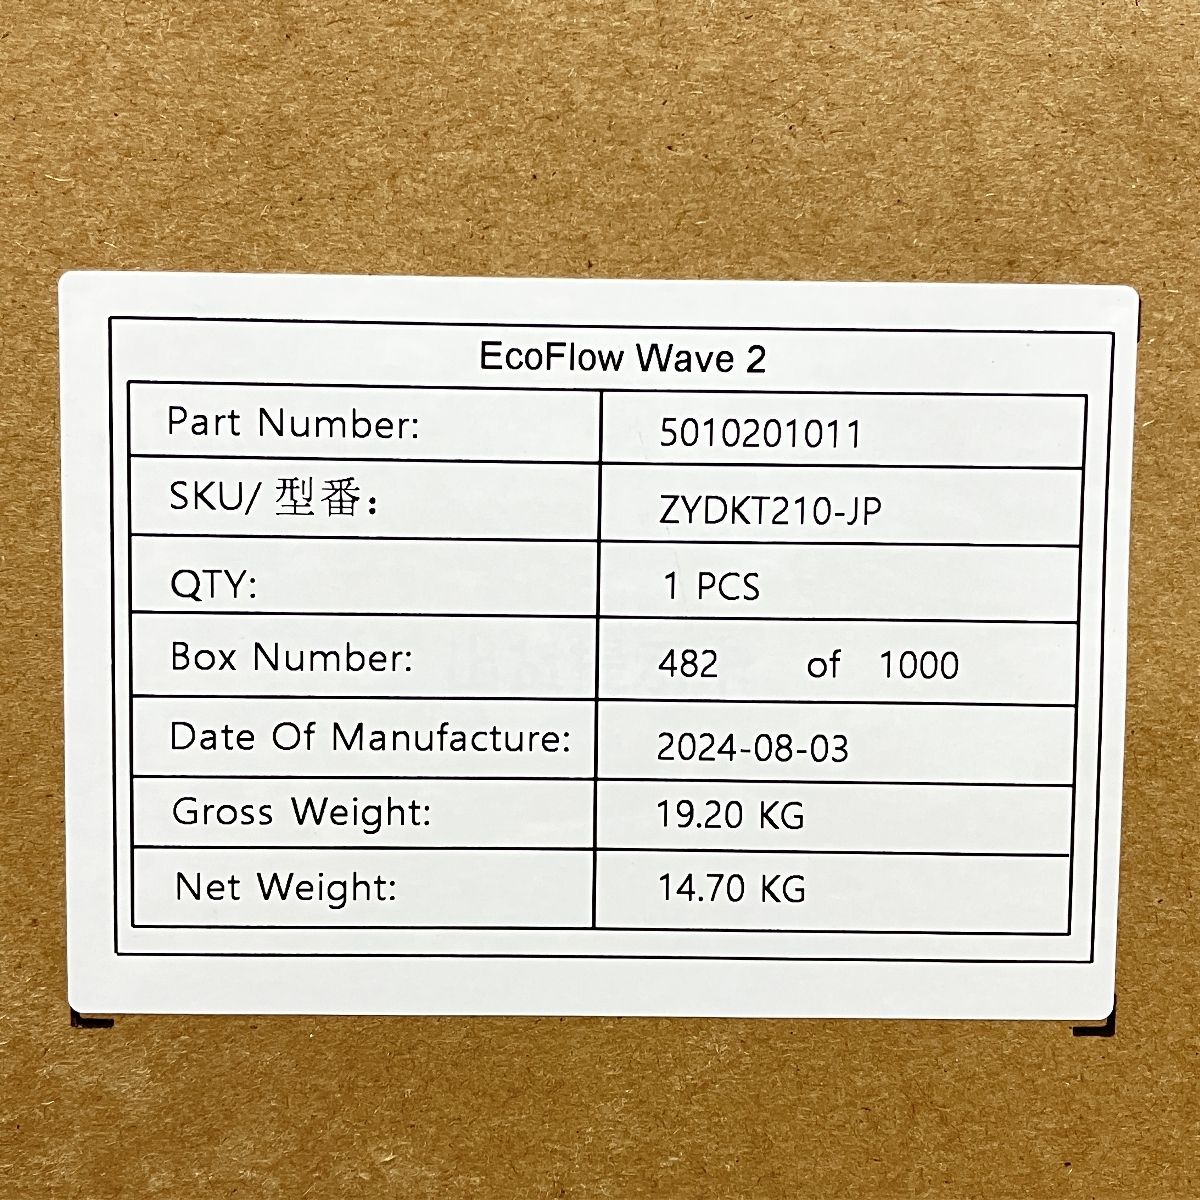 EcoFlow Wave 2
Part Number: 5010201011
SKU/ 型番: ZYDKT210-JP
QTY: 1 PCS
Box Number: 482 of 1000
Date Of Manufacture: 2024-08-03
Gross Weight: 19.20 KG
Net Weight: 14.70 KG